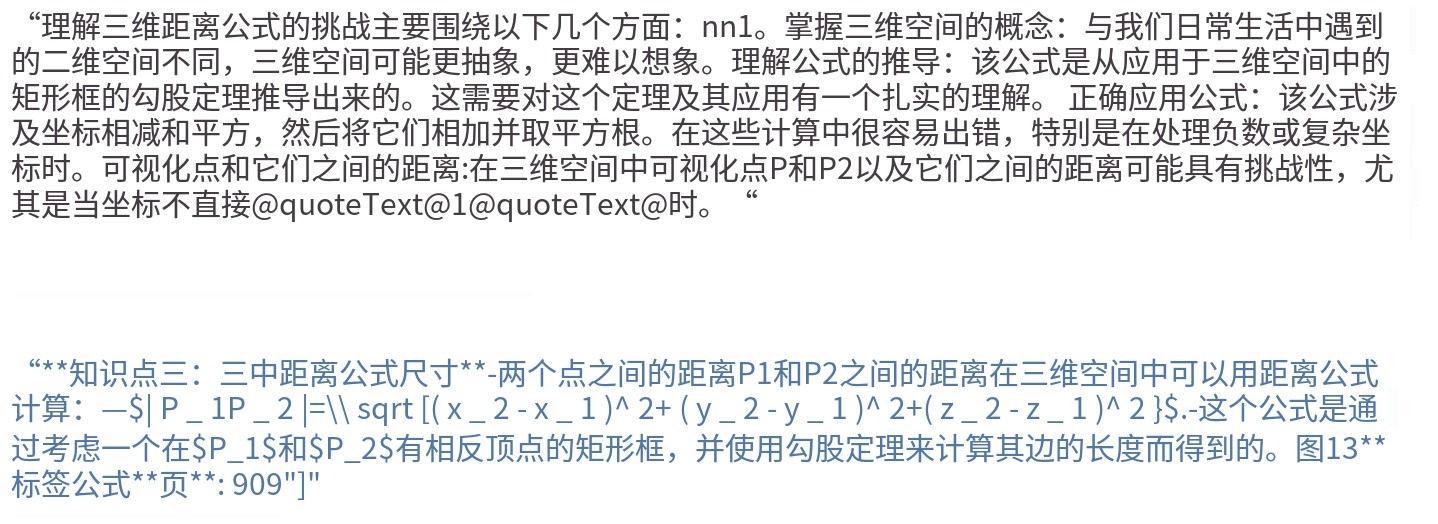 “理解三维距离公式的挑战主要围绕以下几个方面：nn1。掌握三维空间的概念：与我们日常生活中遇到
的二维空间不同，三维空间可能更抽象，更难以想象。理解公式的推导：该公式是从应用于三维空间中的
矩形框的勾股定理推导出来的。这需要对这个定理及其应用有一个扎实的理解。 正确应用公式：该公式涉
及坐标相减和平方，然后将它们相加并取平方根。在这些计算中很容易出错，特别是在处理负数或复杂坐
标时。可视化点和它们之间的距离:在三维空间中可视化点P和P2以及它们之间的距离可能具有挑战性，尤
其是当坐标不直接@quoteText@1@quoteText@时。 “
“**知识点三：三中距离公式尺寸**-两个点之间的距离P1和P2之间的距离在三维空间中可以用距离公式
计算：—$| P _ 1P _ 2 |=\\ sqrt [( x _ 2 - x _ 1 )^ 2+ ( y _ 2 - y _ 1 )^ 2+( z _ 2 - z _ 1 )^ 2 }$.-这个公式是通
过考虑一个在$P_1$和$P_2$有相反顶点的矩形框，并使用勾股定理来计算其边的长度而得到的。图13**
标签公式**页**: 909"]"